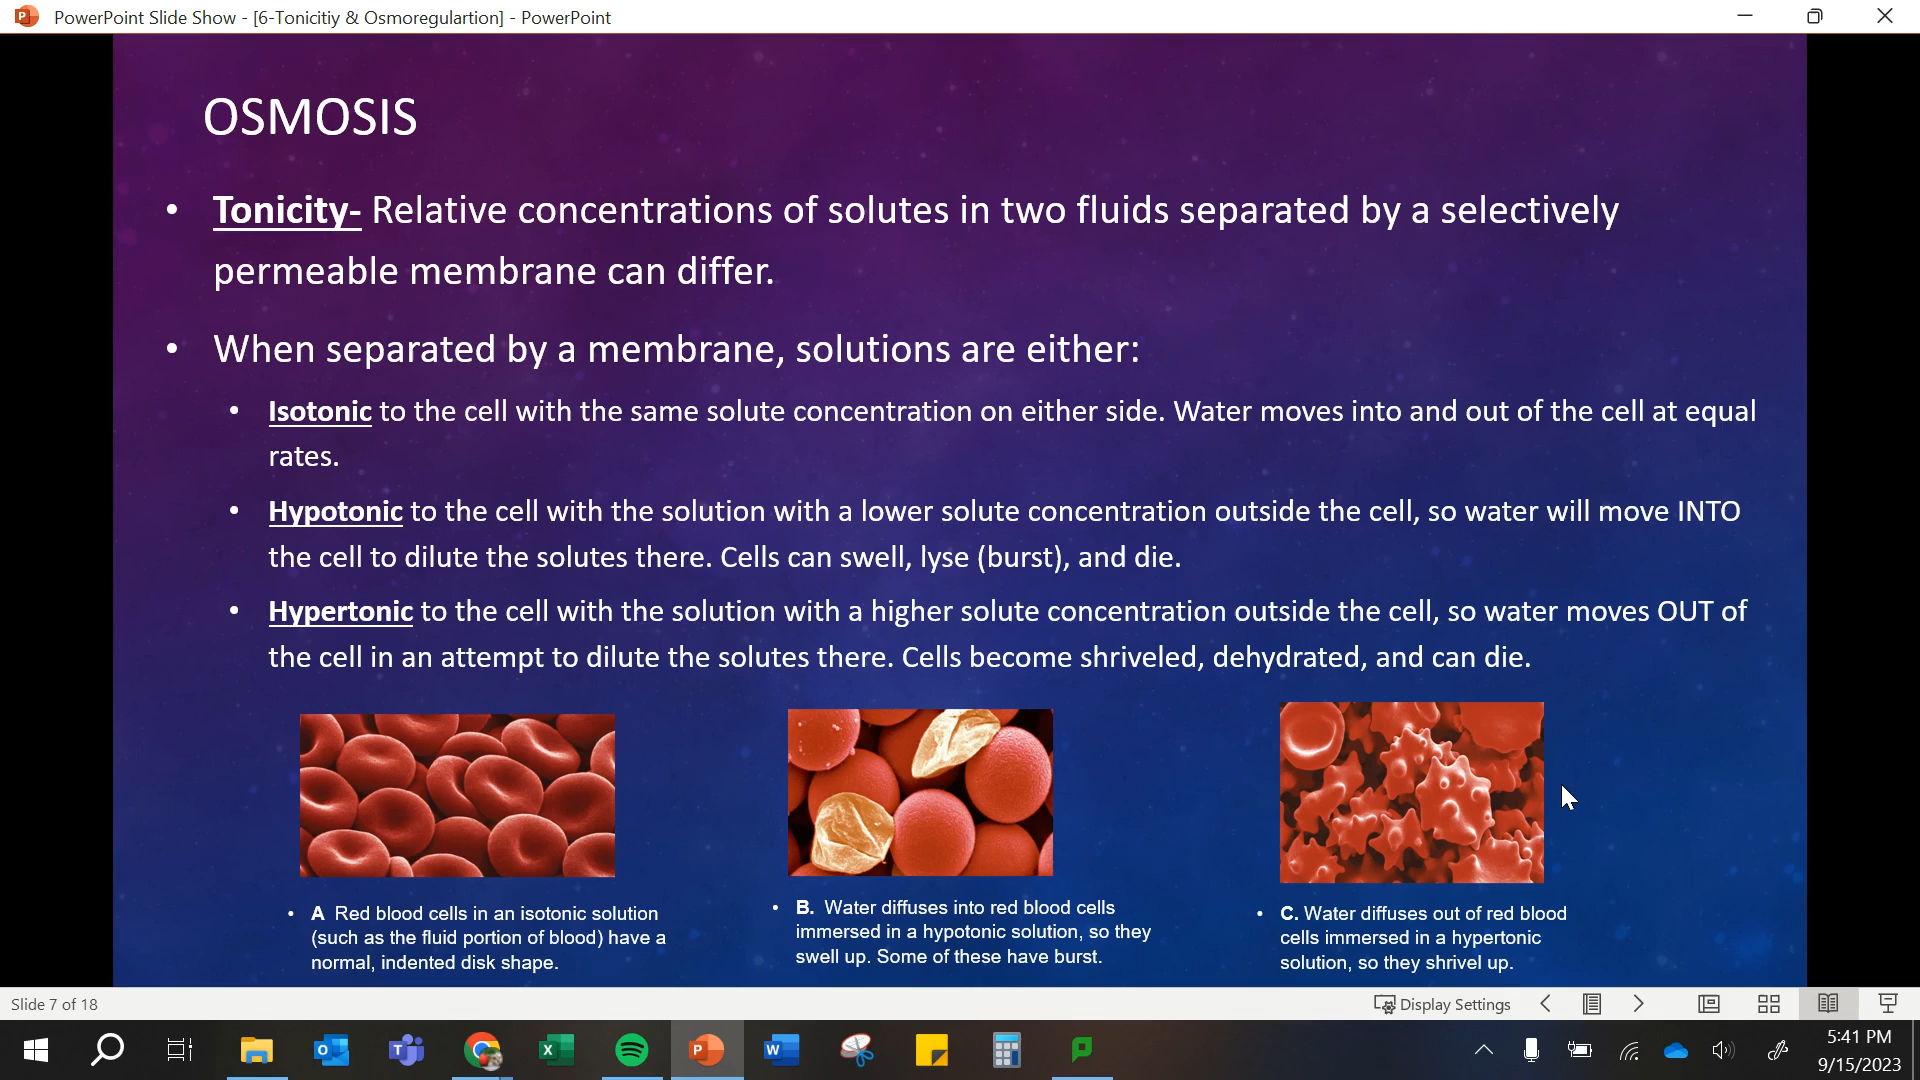 PowerPoint Slide Show - [6-Tonicitiy & Osmoregulartion] - PowerPoint
OSMOSIS
• Tonicity- Relative concentrations of solutes in two fluids separated by a selectively
permeable membrane can differ.
• When separated by a membrane, solutions are either:
• Isotonic to the cell with the same solute concentration on either side. Water moves into and out of the cell at equal
rates.
• Hypotonic to the cell with the solution with a lower solute concentration outside the cell, so water will move INTO
the cell to dilute the solutes there. Cells can swell, lyse (burst), and die.
• Hypertonic to the cell with the solution with a higher solute concentration outside the cell, so water moves OUT of
the cell in an attempt to dilute the solutes there. Cells become shriveled, dehydrated, and can die.
• A Red blood cells in an isotonic solution
(such as the fluid portion of blood) have a
normal, indented disk shape.
• B. Water diffuses into red blood cells
immersed in a hypotonic solution, so they
swell up. Some of these have burst.
• C. Water diffuses out of red blood
cells immersed in a hypertonic
solution, so they shrivel up.
Slide 7 of 18
Display Settings
5:41 PM
9/15/2023